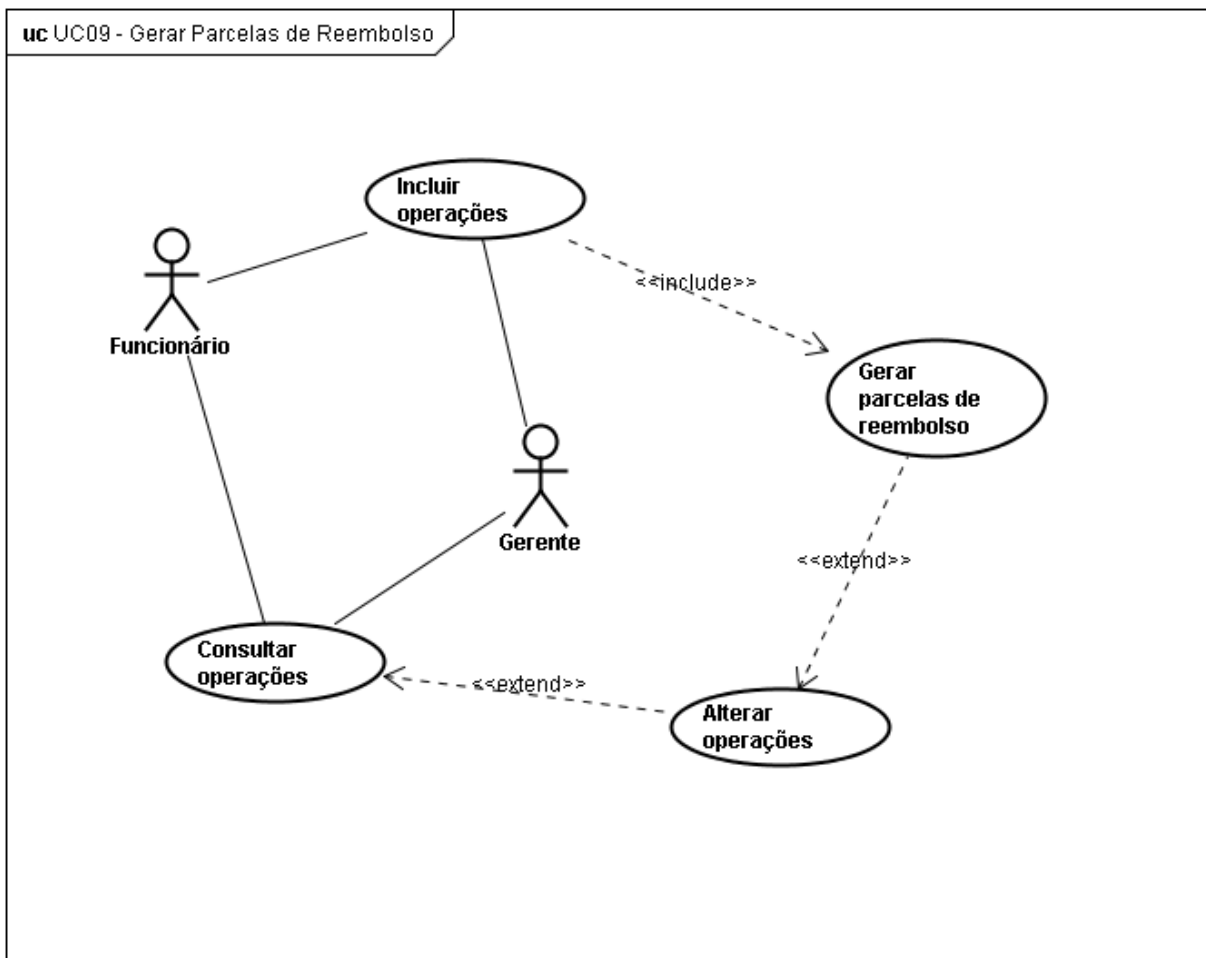 uc UC09 - Gerar Parcelas de Reembolso
Incluir
operações
<<include>>
Funcionário
Gerar
parcelas de
reembolso
Gerente
<<extend>>
Consultar
operações
<<extend>>
Alterar
operações